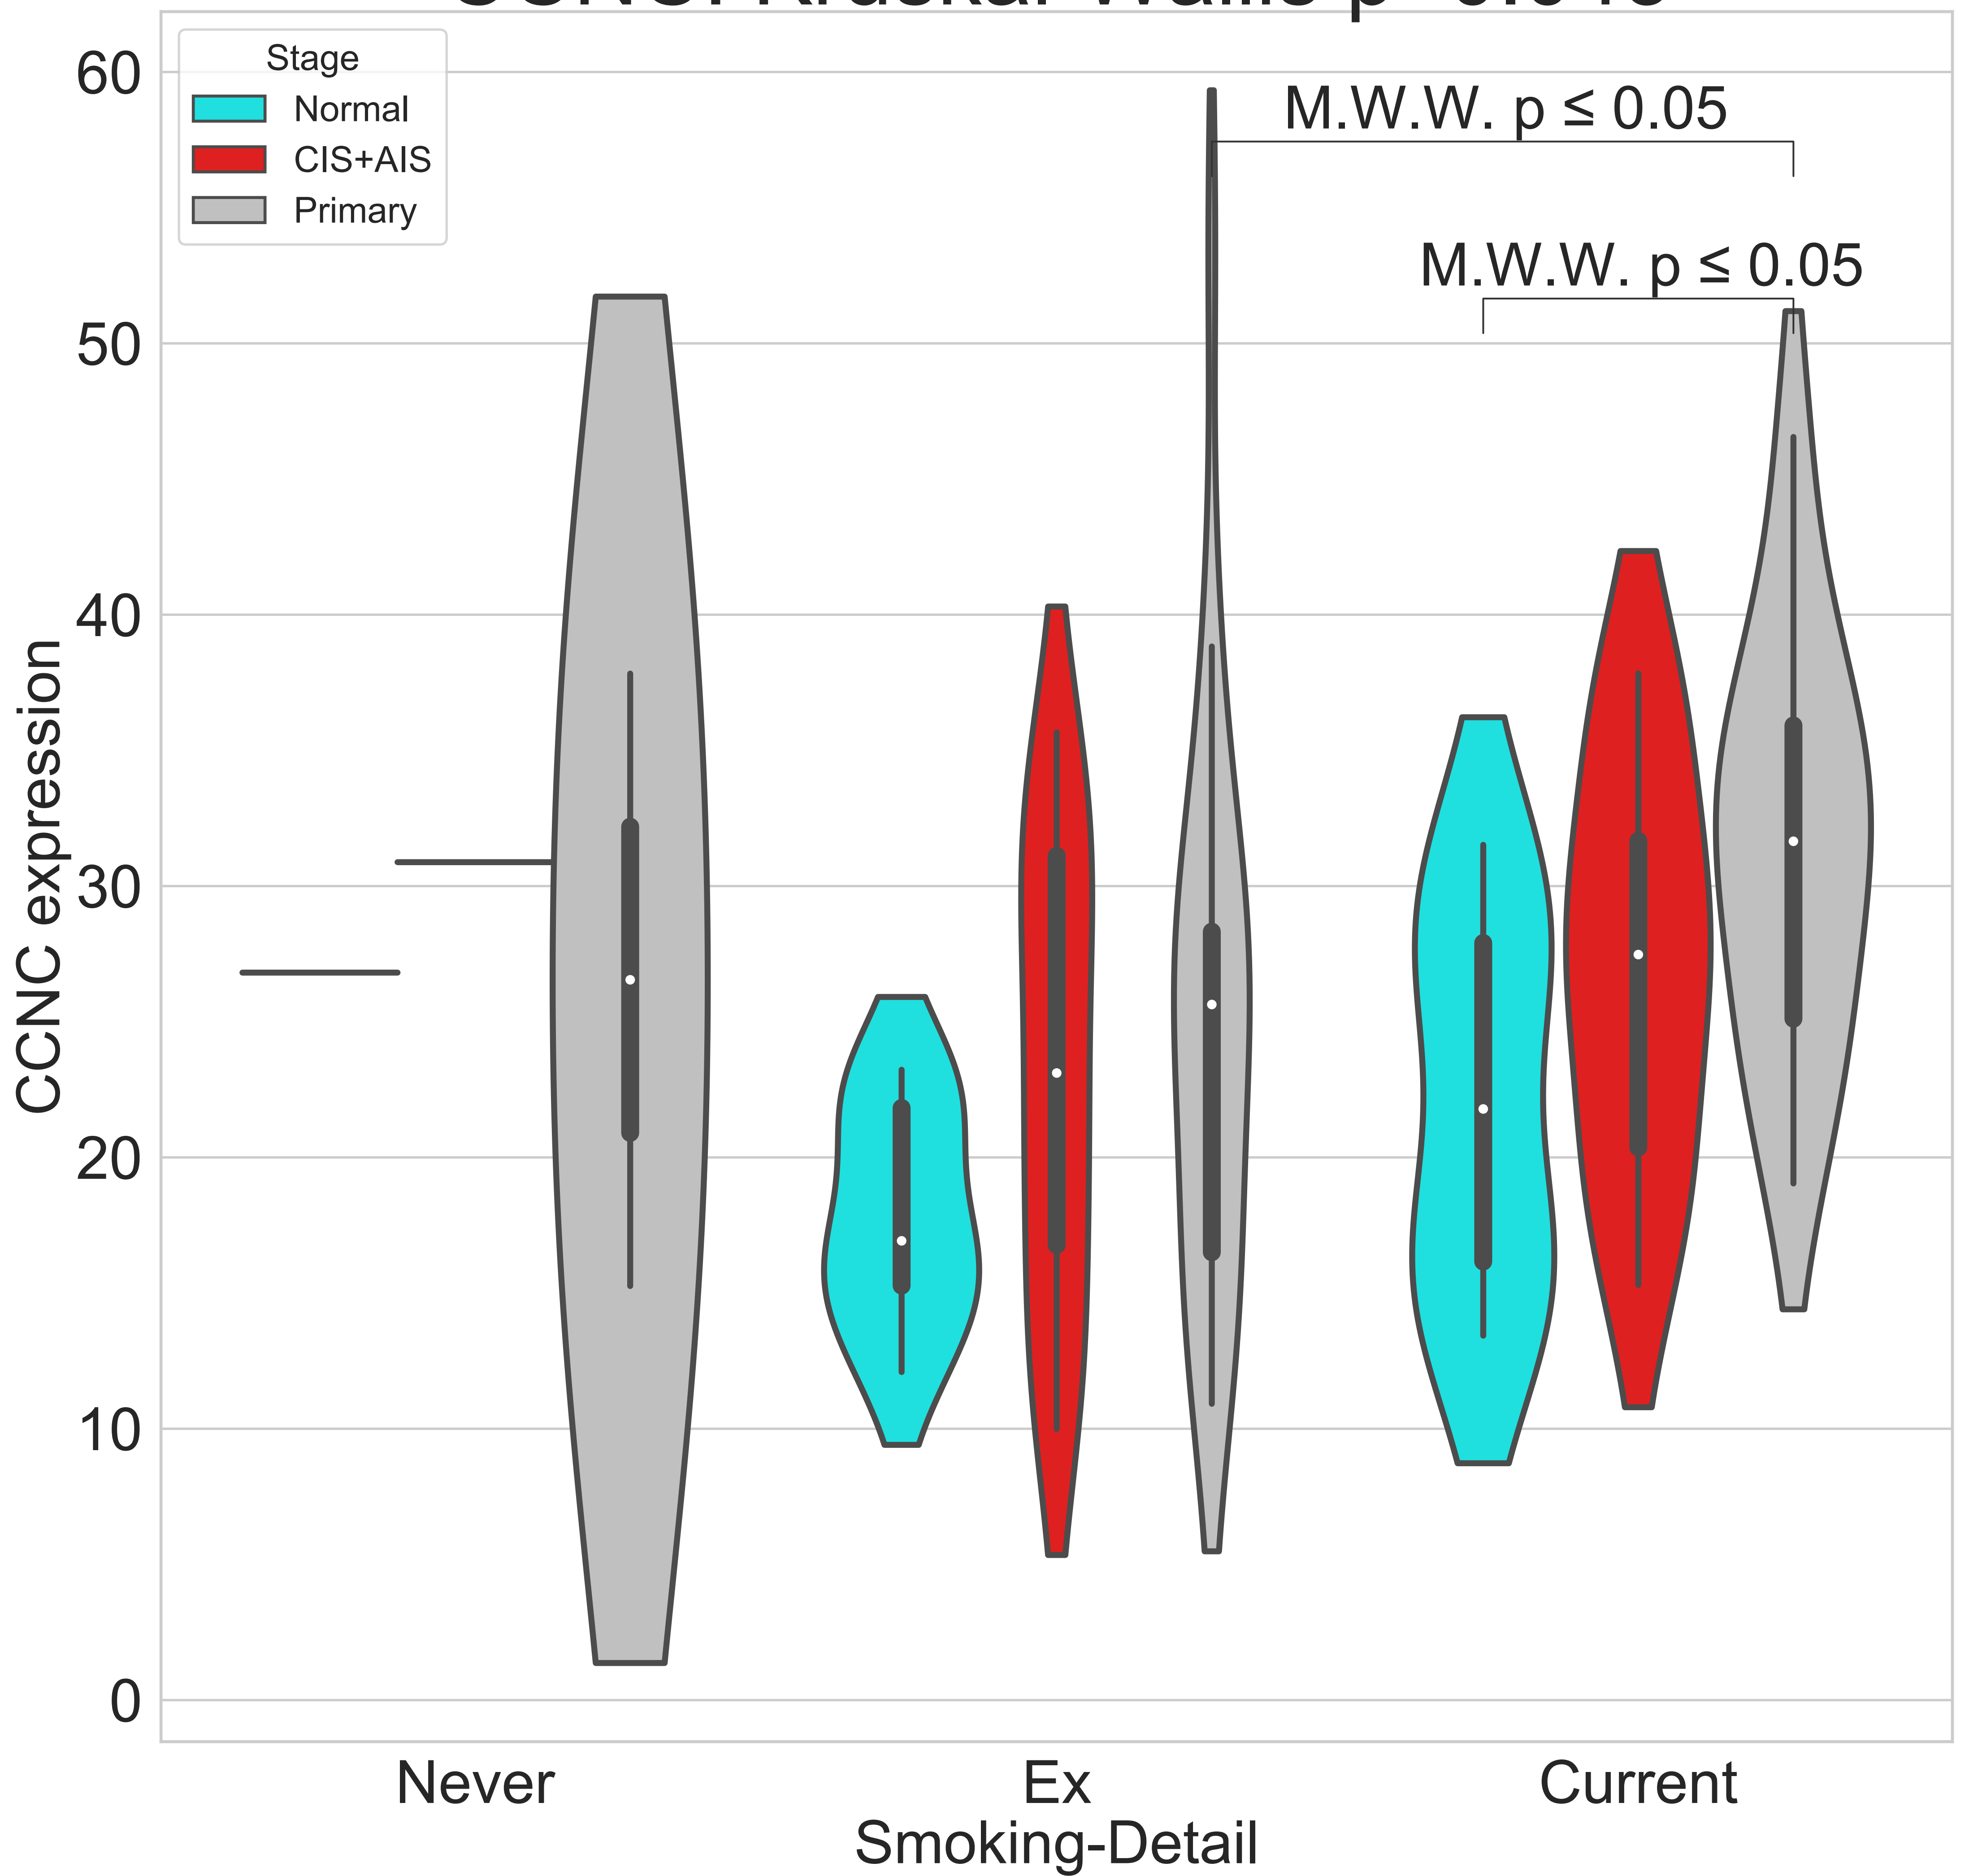 60
50
40
30
20
10
0
CCNC expression
Stage
Normal
CIS+AIS
Primary
M.W.W. p ≤ 0.05
M.W.W. p ≤ 0.05
Never
Ex
Current
Smoking-Detail